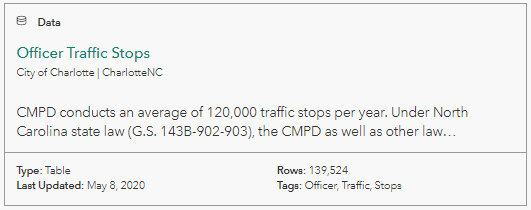 Data
Officer Traffic Stops
City of Charlotte | CharlotteNC
CMPD conducts an average of 120,000 traffic stops per year. Under North
Carolina state law (G.S. 143B-902-903), the CMPD as well as other law...
Type: Table
Rows: 139,524
Last Updated: May 8, 2020
Tags: Officer, Traffic, Stops